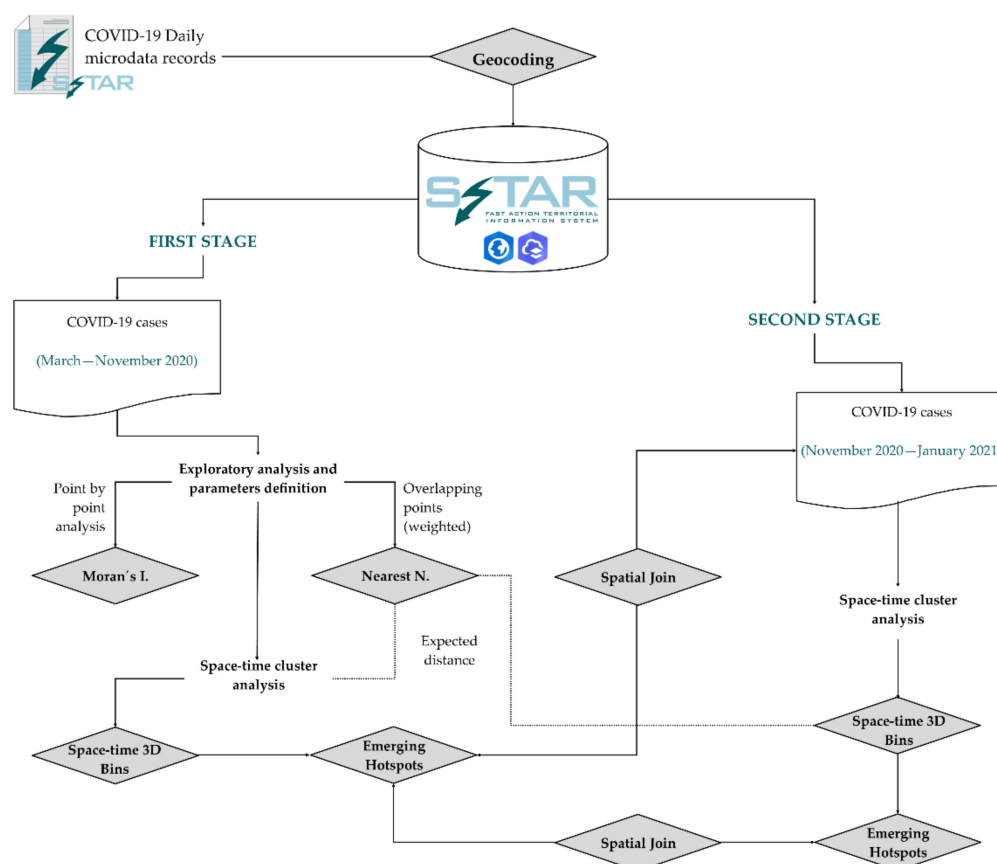 COVID-19 Daily
microdata records
SSTAR
Geocoding
SSTAR
FAST ACTION TERRITORIAL
INFORMATION SYSTEM
FIRST STAGE
COVID-19 cases
(March—November 2020)
SECOND STAGE
COVID-19 cases
(November 2020—January 2021
Exploratory analysis and
parameters definition
Point by
point
analysis
Overlapping
points
(weighted)
Moran´s I.
Nearest N.
Spatial Join
Space-time cluster
analysis
Expected
distance
Space-time cluster
analysis
Space-time 3D
Bins
Emerging
Hotspots
Space-time 3D
Bins
Spatial Join
Emerging
Hotspots